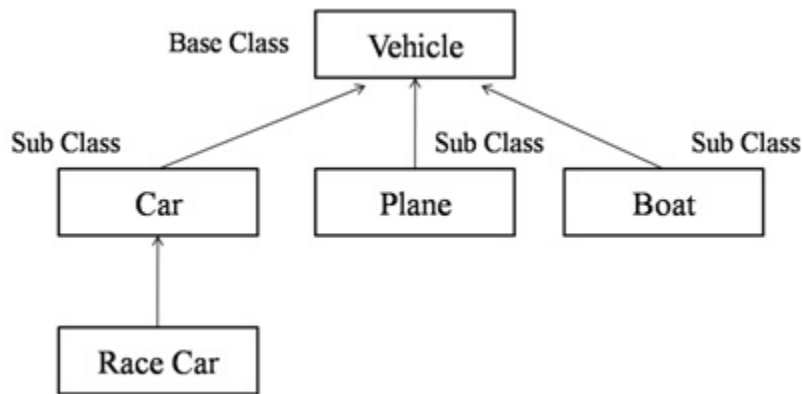 Base Class
Vehicle
Sub Class
Sub Class
Sub Class
Car
Plane
Boat
Race Car